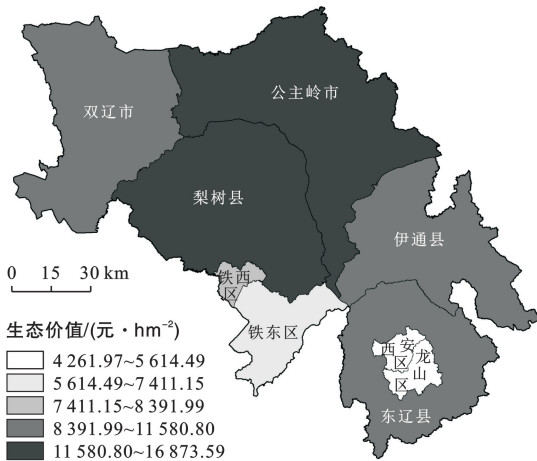 公主岭市
双辽市
梨树县
伊通县
铁西
区
铁东区
西安
区
龙山
区
东辽县
0 15 30 km
生态价值/(元·hm⁻²)
4 261.97~5 614.49
5 614.49~7 411.15
7 411.15~8 391.99
8 391.99~11 580.80
11 580.80~16 873.59